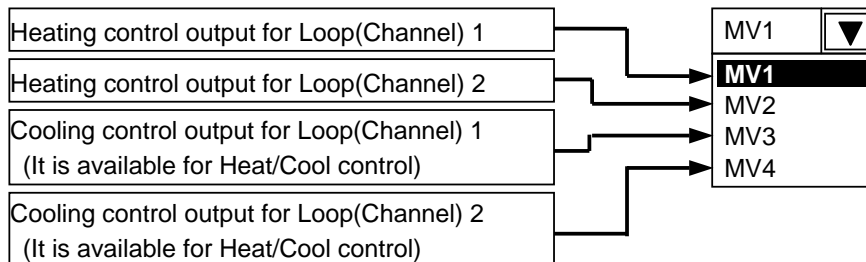 Heating control output for Loop(Channel) 1
Heating control output for Loop(Channel) 2
Cooling control output for Loop(Channel) 1
(It is available for Heat/Cool control)
Cooling control output for Loop(Channel) 2
(It is available for Heat/Cool control)
MV1
MV1
MV2
MV3
MV4